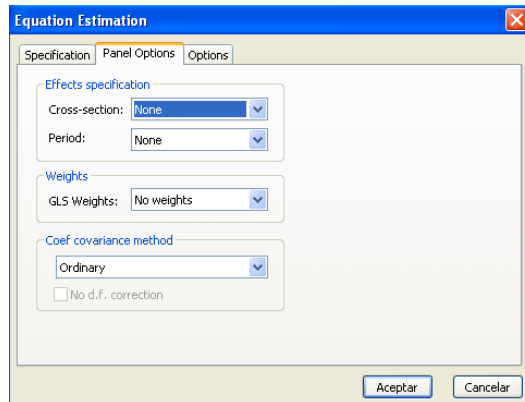 Equation Estimation
Specification Panel Options Options
Effects specification
Cross-section: None
Period: None
Weights
GLS Weights: No weights
Coef covariance method
Ordinary
No d.f. correction
Aceptar Cancelar